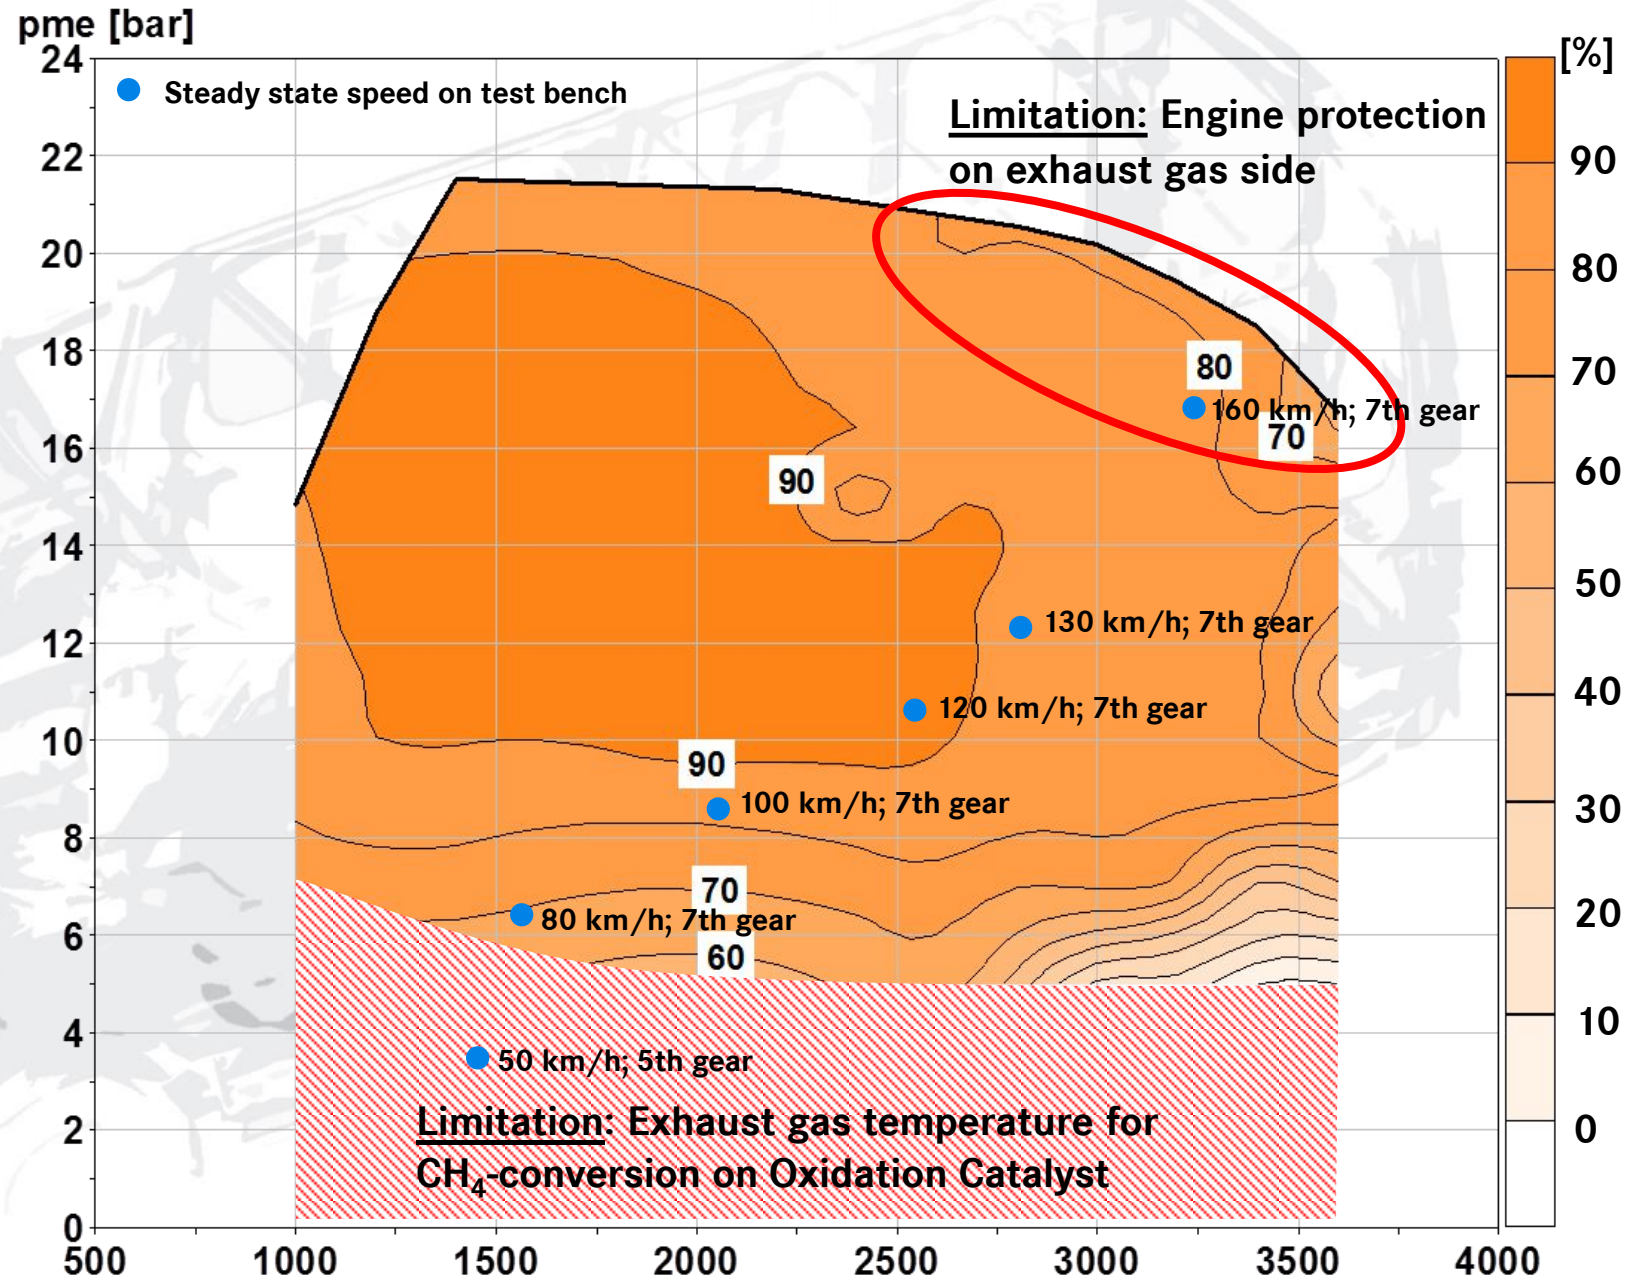 pme [bar]
[%]
24
22
20
18
16
14
12
10
8
6
4
2
0
Steady state speed on test bench
Limitation: Engine protection
on exhaust gas side
80
160 km/h; 7th gear
70
90
130 km/h; 7th gear
120 km/h; 7th gear
90
100 km/h; 7th gear
70
80 km/h; 7th gear
60
50 km/h; 5th gear
Limitation: Exhaust gas temperature for
CH₄-conversion on Oxidation Catalyst
90
80
70
60
50
40
30
20
10
0
500 1000 1500 2000 2500 3000 3500 4000